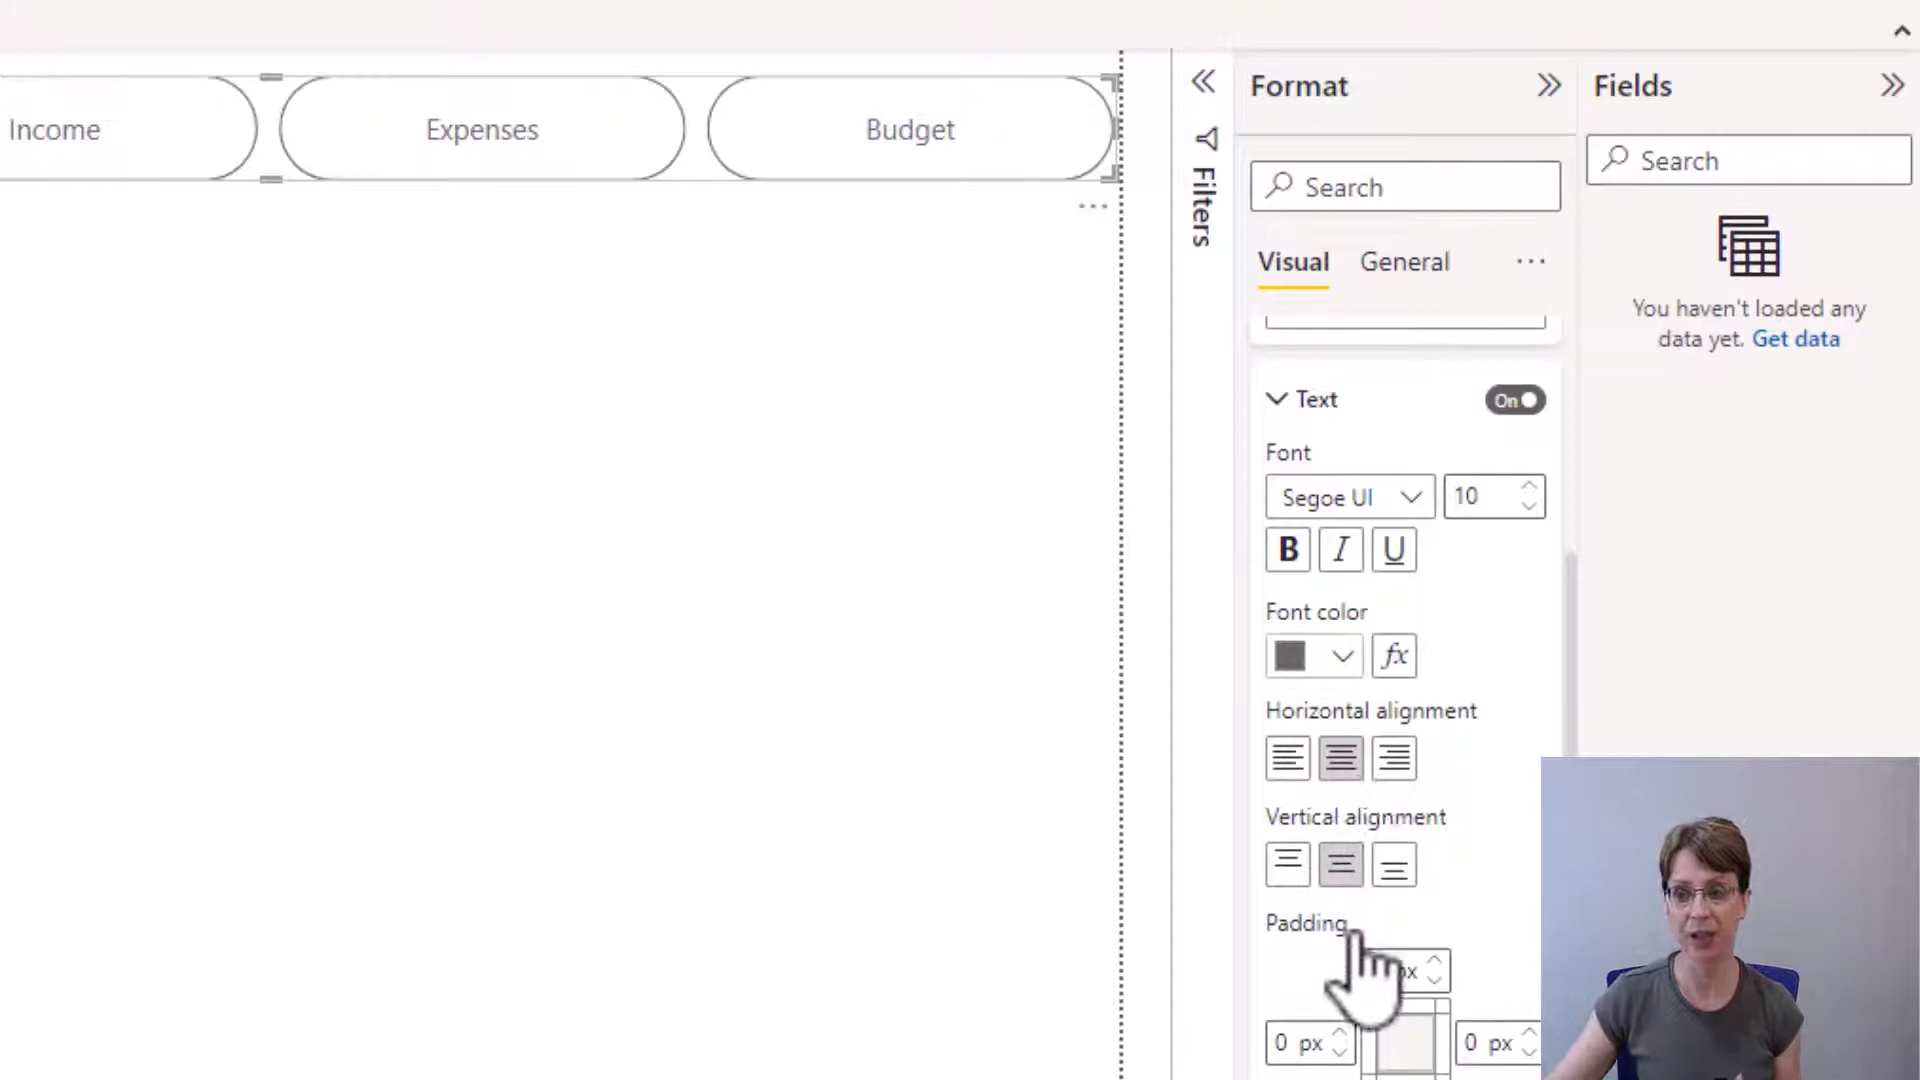 Income
Expenses
Budget
Filters
Format
Search
Visual
General
Text
On
Font
Segoe UI
10
B
I
U
Font color
fx
Horizontal alignment
Vertical alignment
Padding
px
0 px
0 px
Fields
Search
You haven't loaded any
data yet. Get data